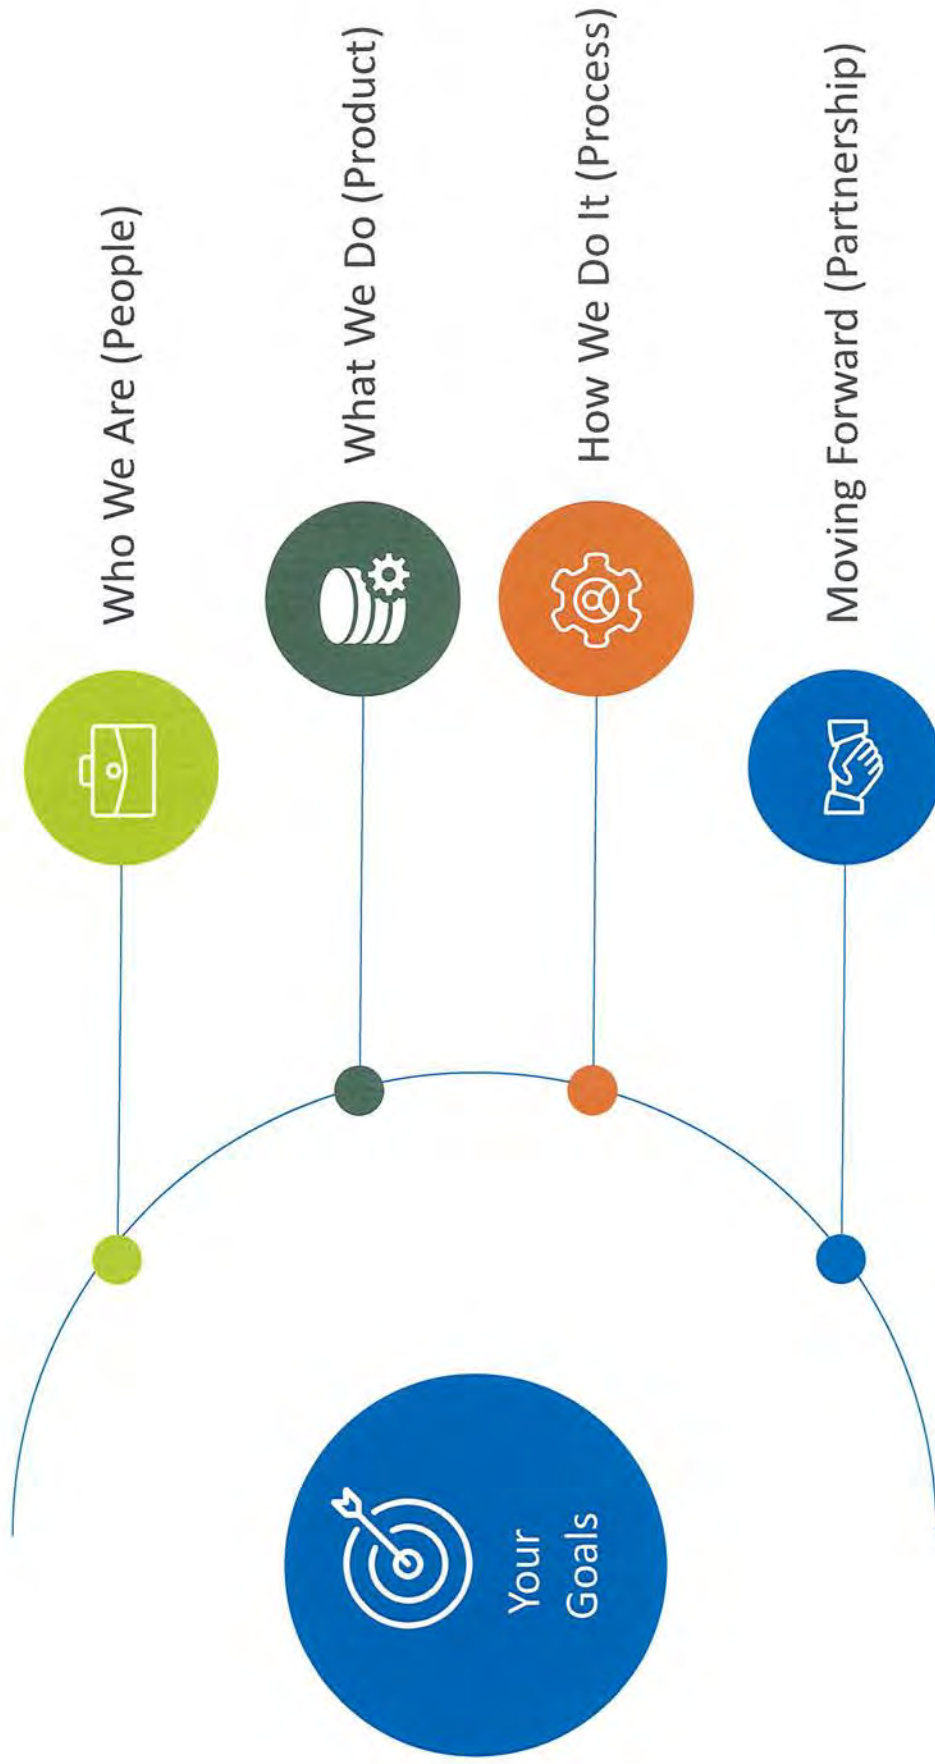 Your
Goals
Who We Are (People)
What We Do (Product)
How We Do It (Process)
Moving Forward (Partnership)